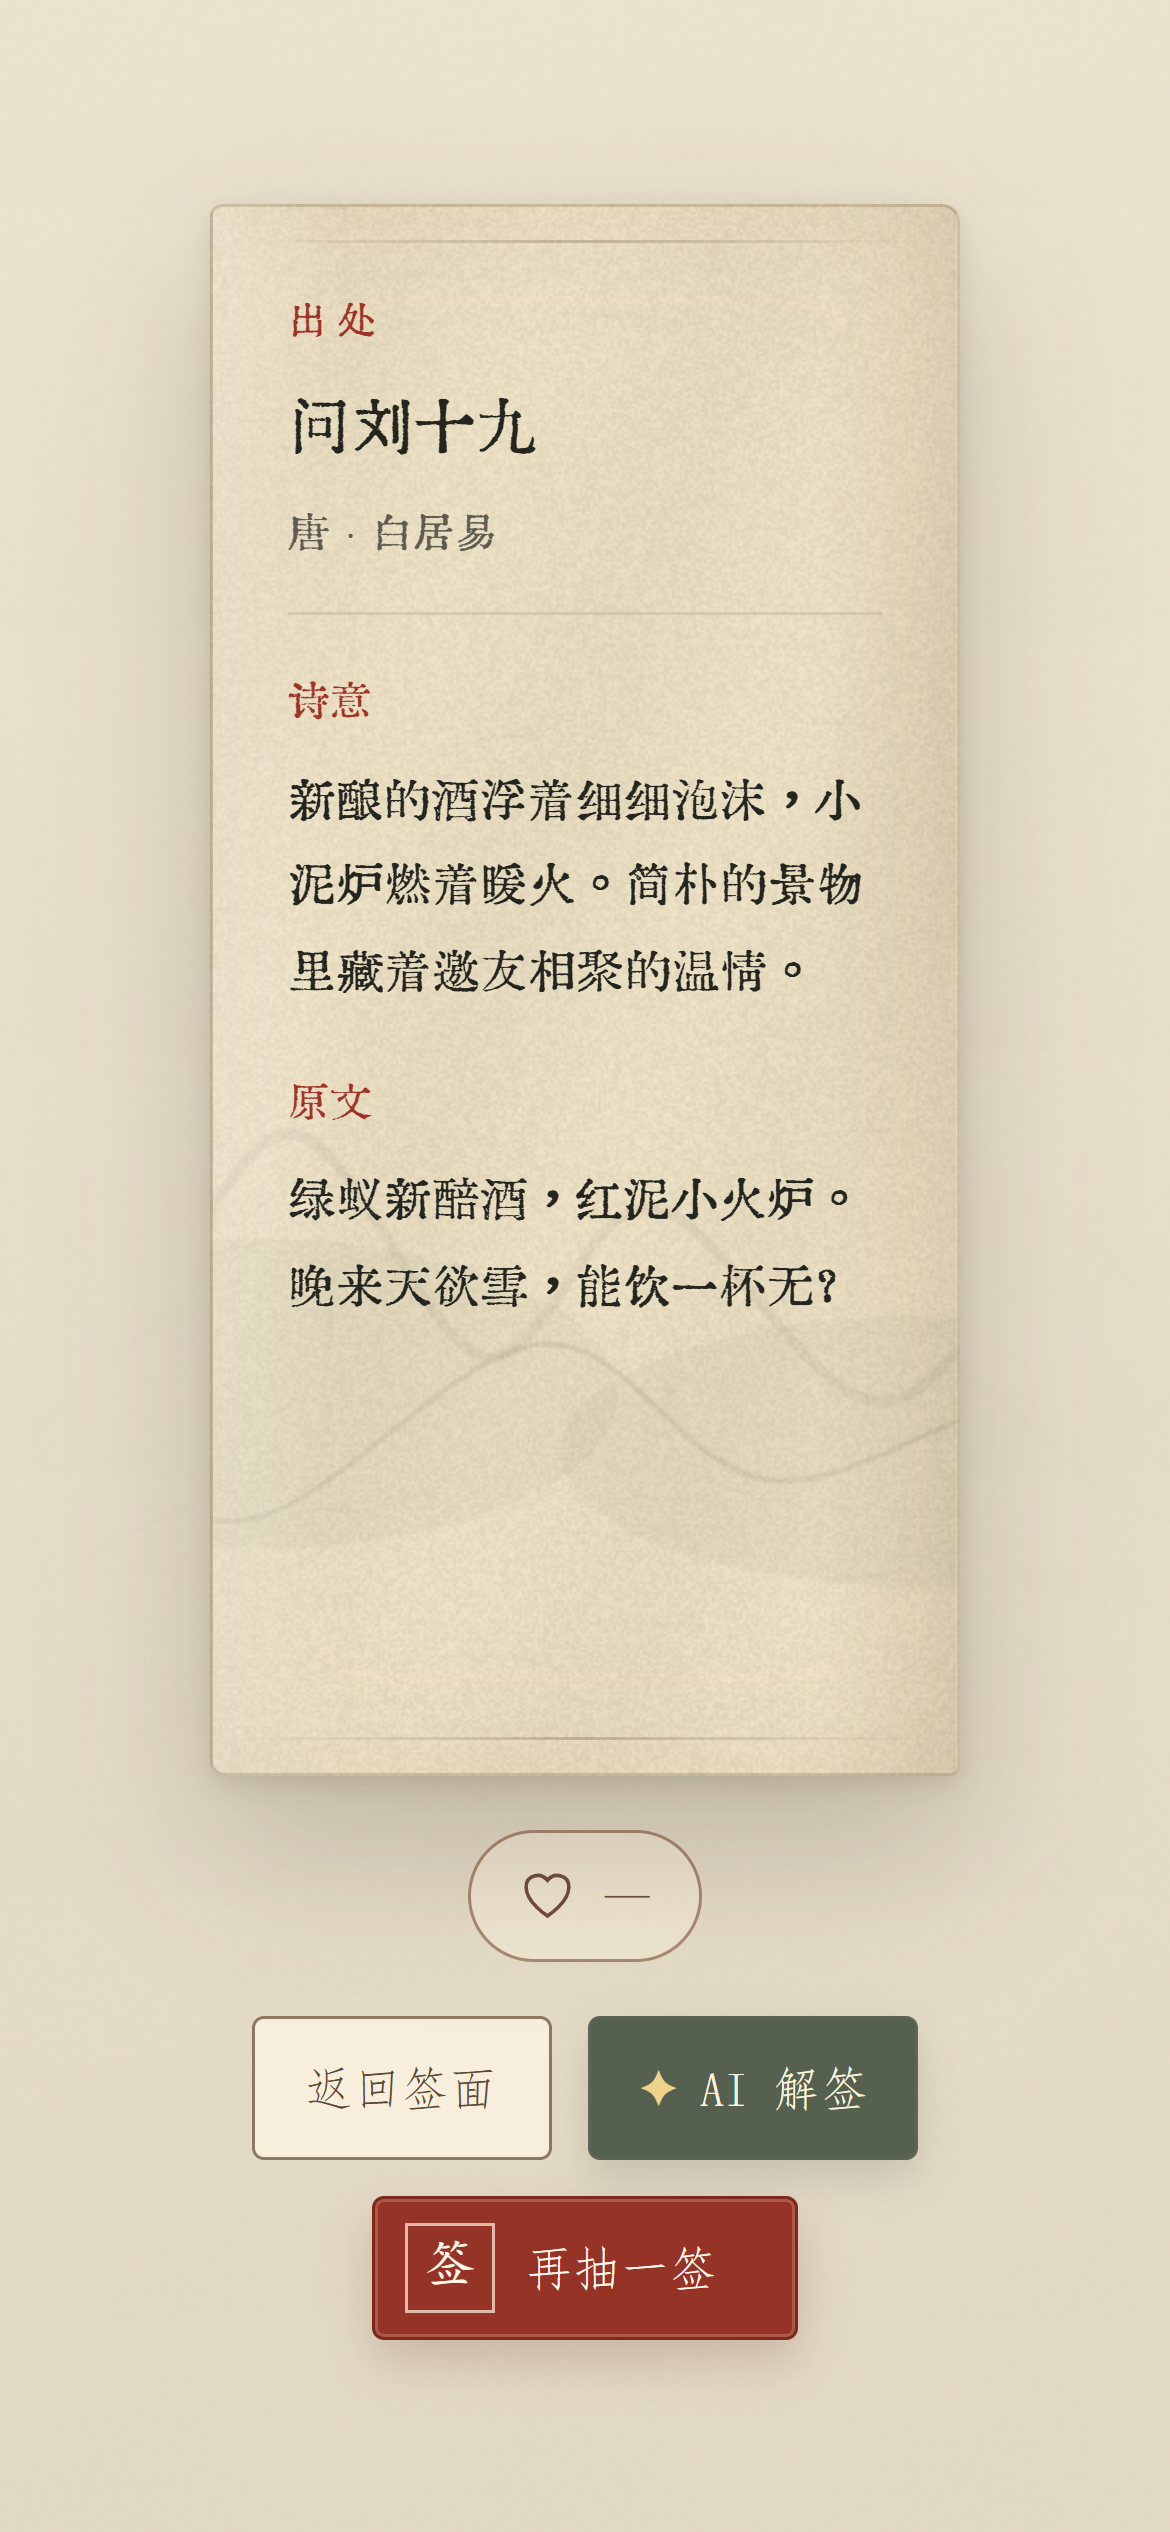 出处
问刘十九
唐 · 白居易
诗意
新酿的酒浮着细细泡沫，小
泥炉燃着暖火。简朴的景物
里藏着邀友相聚的温情。
原文
绿蚁新醅酒，红泥小火炉。
晚来天欲雪，能饮一杯无？
—
返回签面
AI 解签
签 再抽一签